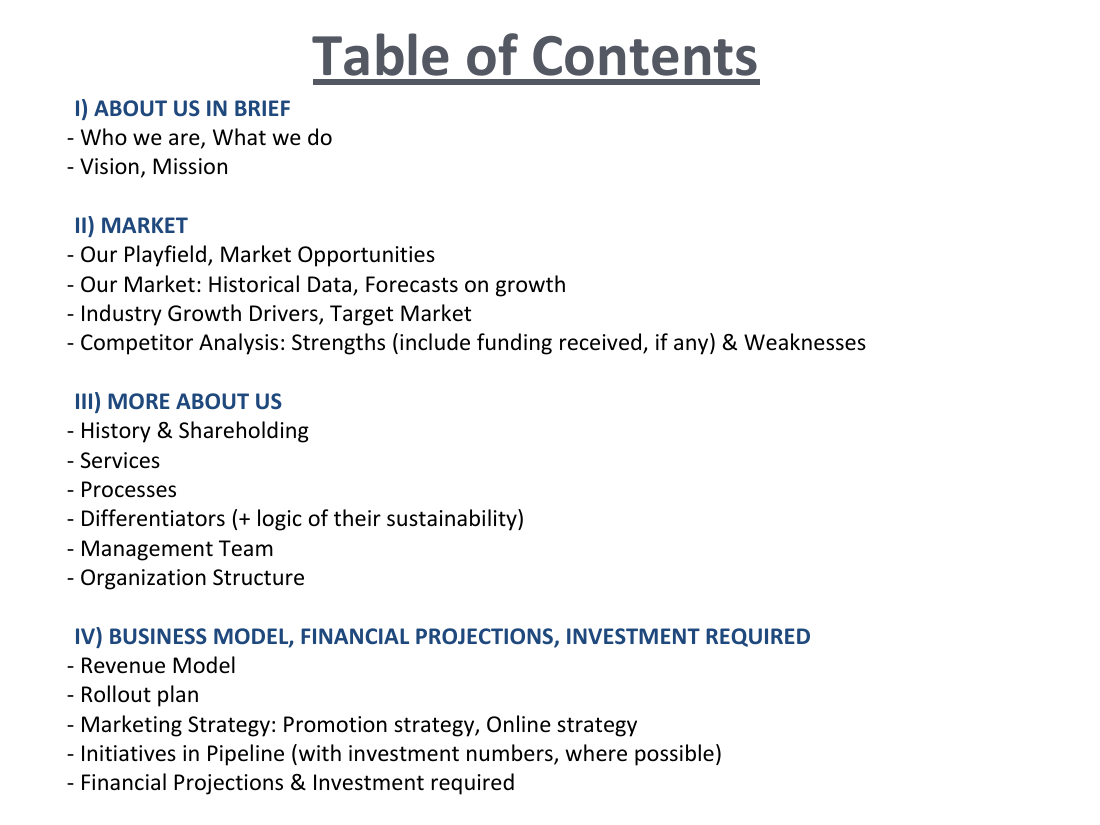 Table of Contents
I) ABOUT US IN BRIEF
- Who we are, What we do
- Vision, Mission
II) MARKET
- Our Playfield, Market Opportunities
- Our Market: Historical Data, Forecasts on growth
- Industry Growth Drivers, Target Market
- Competitor Analysis: Strengths (include funding received, if any) & Weaknesses
III) MORE ABOUT US
- History & Shareholding
- Services
- Processes
- Differentiators (+ logic of their sustainability)
- Management Team
- Organization Structure
IV) BUSINESS MODEL, FINANCIAL PROJECTIONS, INVESTMENT REQUIRED
- Revenue Model
- Rollout plan
- Marketing Strategy: Promotion strategy, Online strategy
- Initiatives in Pipeline (with investment numbers, where possible)
- Financial Projections & Investment required